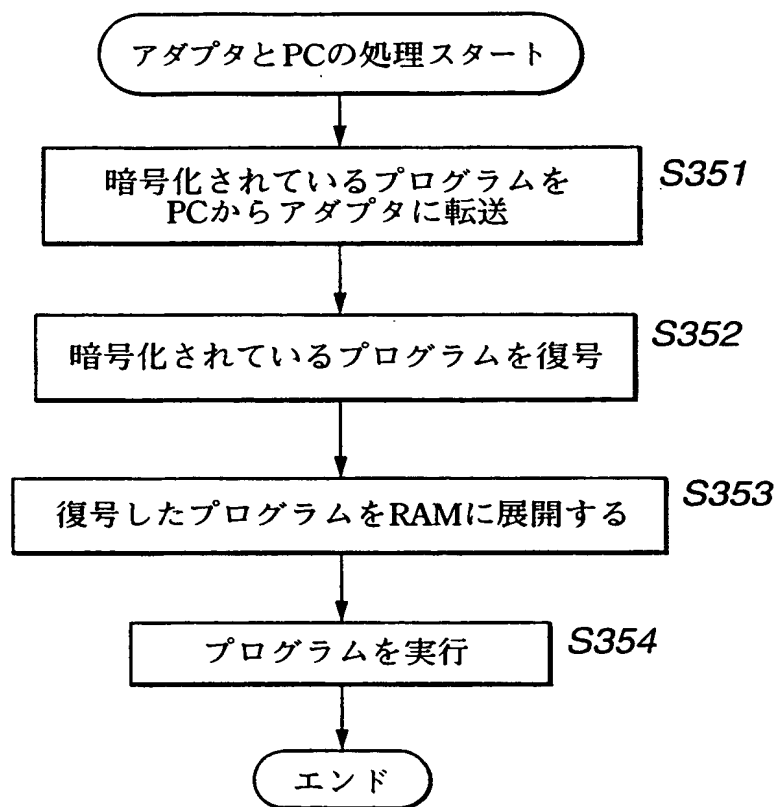 アダプタとPCの処理スタート
暗号化されているプログラムを
PCからアダプタに転送
S351
暗号化されているプログラムを復号
S352
復号したプログラムをRAMに展開する
S353
プログラムを実行
S354
エンド